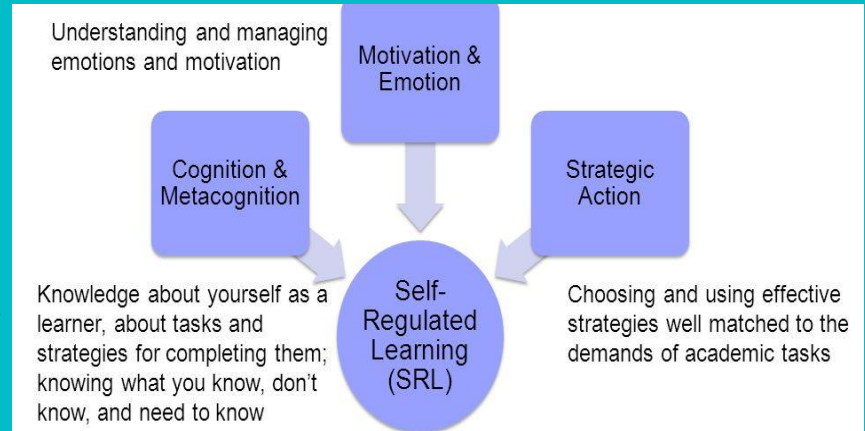 Understanding and managing
emotions and motivation
Motivation &
Emotion
Cognition &
Metacognition
Strategic
Action
Self-
Regulated
Learning
(SRL)
Knowledge about yourself as a
learner, about tasks and
strategies for completing them;
knowing what you know, don’t
know, and need to know
Choosing and using effective
strategies well matched to the
demands of academic tasks